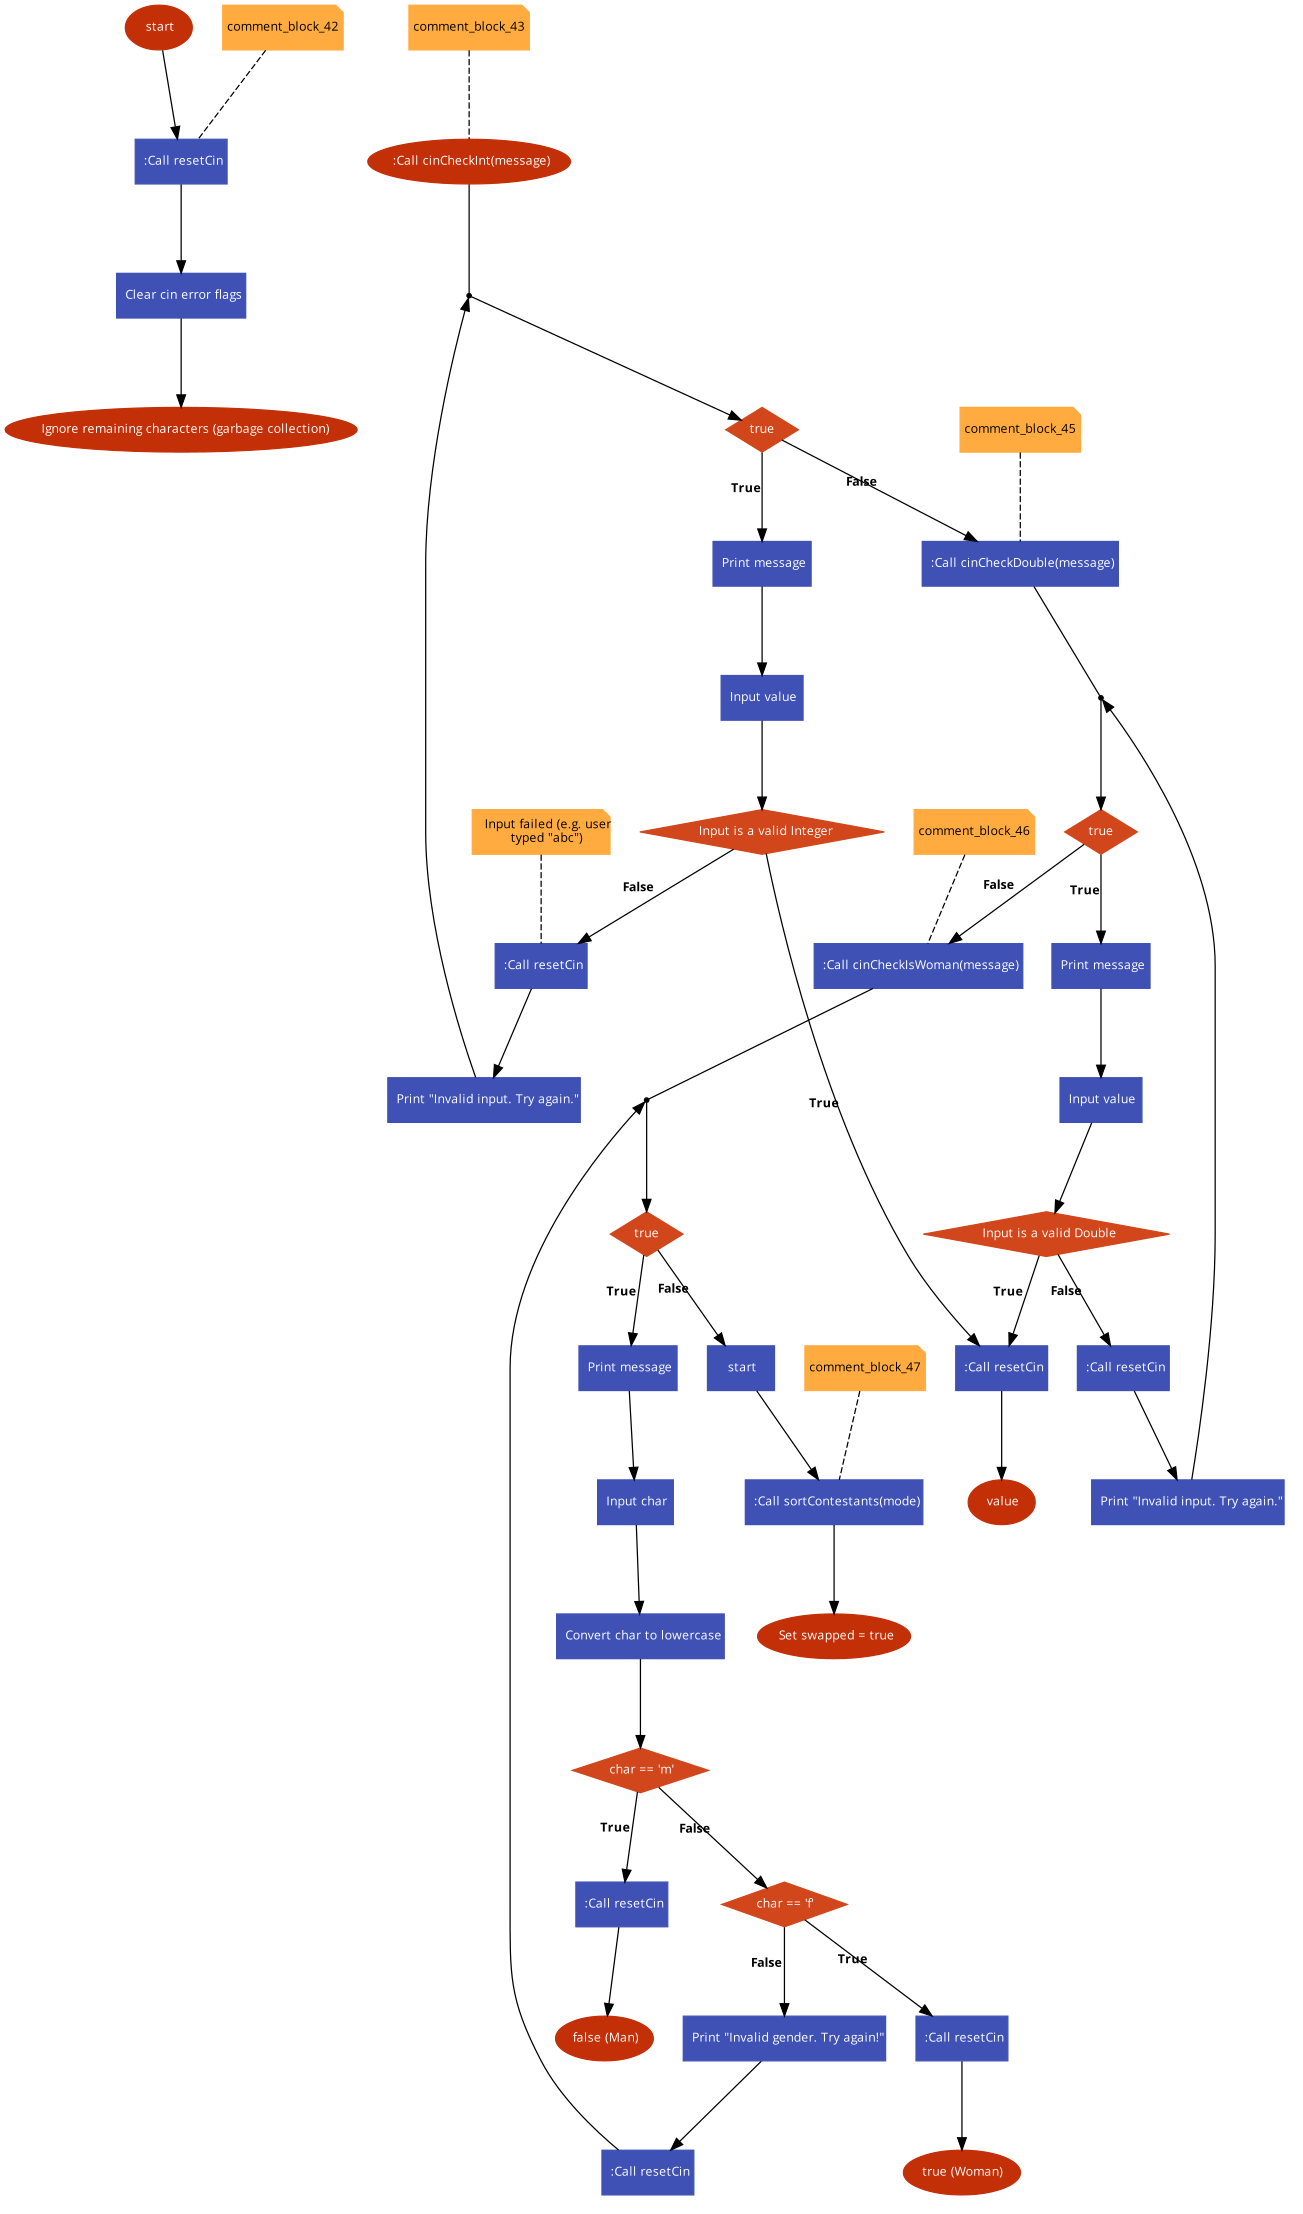 start
comment_block_42
comment_block_43
:Call resetCin
:Call cinCheckInt(message)
Clear cin error flags
Ignore remaining characters (garbage collection)
true
comment_block_45
True
False
Print message
:Call cinCheckDouble(message)
Input value
Input failed (e.g. user
typed "abc")
Input is a valid Integer
comment_block_46
true
False
False
True
:Call resetCin
:Call cinCheckIsWoman(message)
Print message
Print "Invalid input. Try again."
True
Input value
true
Input is a valid Double
True
False
True
False
Print message
start
comment_block_47
:Call resetCin
:Call resetCin
Input char
:Call sortContestants(mode)
value
Print "Invalid input. Try again."
Convert char to lowercase
Set swapped = true
char == 'm'
True
False
:Call resetCin
char == 'f'
False
True
false (Man)
Print "Invalid gender. Try again!"
:Call resetCin
:Call resetCin
true (Woman)